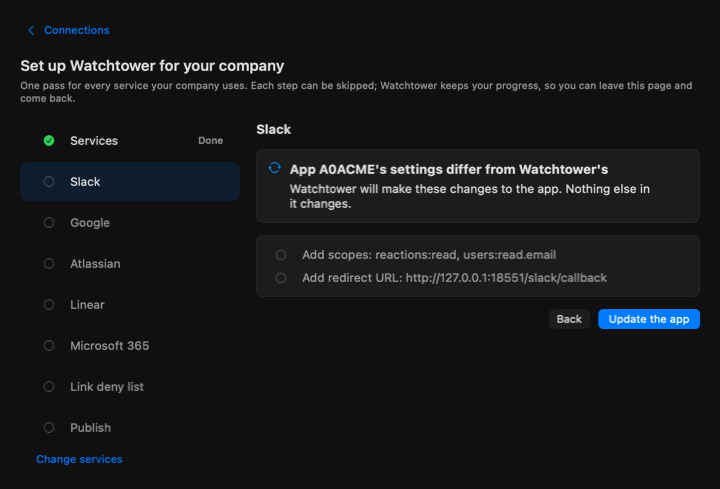 Connections
Set up Watchtower for your company
One pass for every service your company uses. Each step can be skipped; Watchtower keeps your progress, so you can leave this page and
come back.
Services
Done
Slack
Google
Atlassian
Linear
Microsoft 365
Link deny list
Publish
Change services
Slack
App A0ACME's settings differ from Watchtower's
Watchtower will make these changes to the app. Nothing else in
it changes.
Add scopes: reactions:read, users:read.email
Add redirect URL: http://127.0.0.1:18551/slack/callback
Back
Update the app